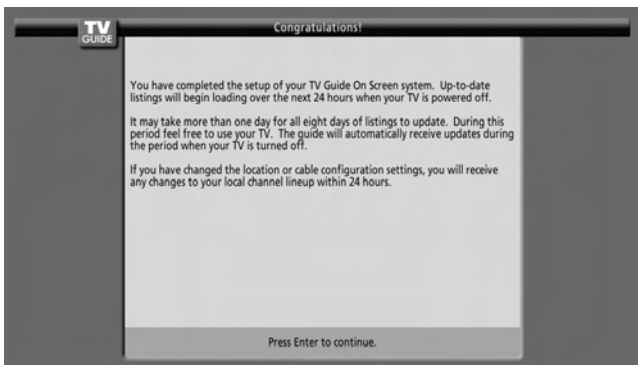 TV
GUIDE
Congratulations!
You have completed the setup of your TV Guide On Screen system. Up-to-date
listings will begin loading over the next 24 hours when your TV is powered off.
It may take more than one day for all eight days of listings to update. During this
period feel free to use your TV. The guide will automatically receive updates during
the period when your TV is turned off.
If you have changed the location or cable configuration settings, you will receive
any changes to your local channel lineup within 24 hours.
Press Enter to continue.